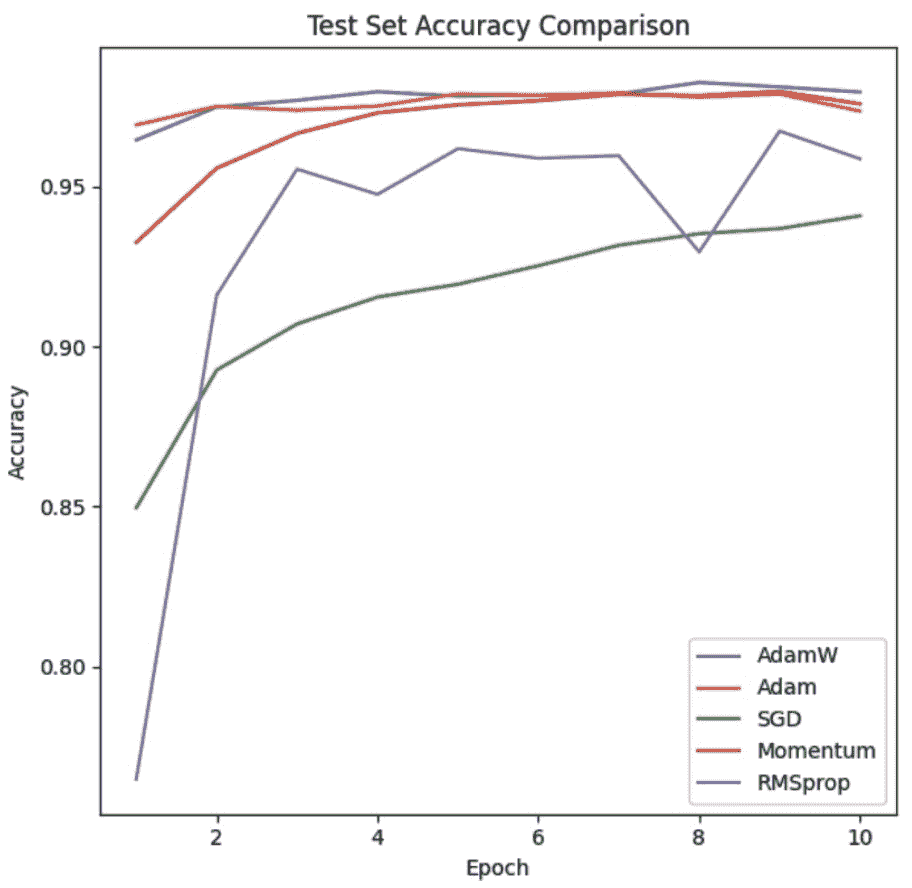 Test Set Accuracy Comparison
Accuracy
0.95
0.90
0.85
0.80
AdamW
Adam
SGD
Momentum
RMSprop
2 4 6 8 10
Epoch